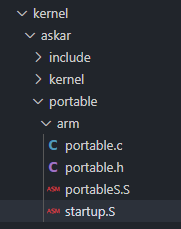 kernel
askar
include
kernel
portable
arm
C portable.c
C portable.h
ASM portableS.S
ASM startup.S